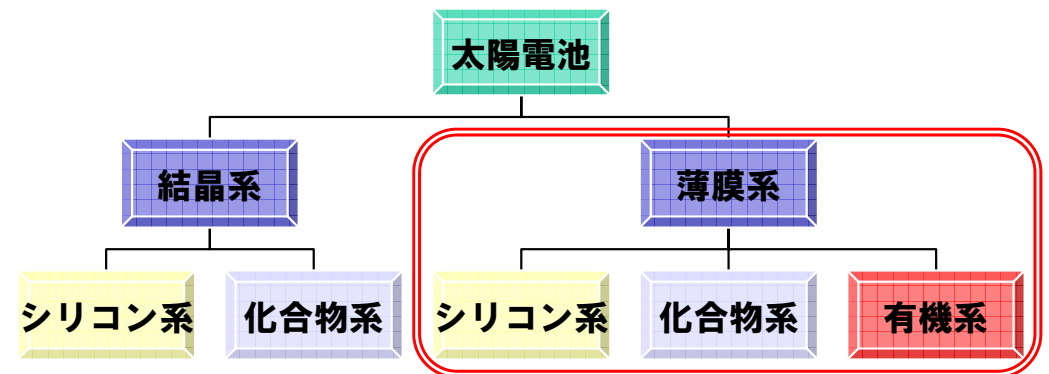 太陽電池
結晶系
薄膜系
シリコン系
化合物系
シリコン系
化合物系
有機系